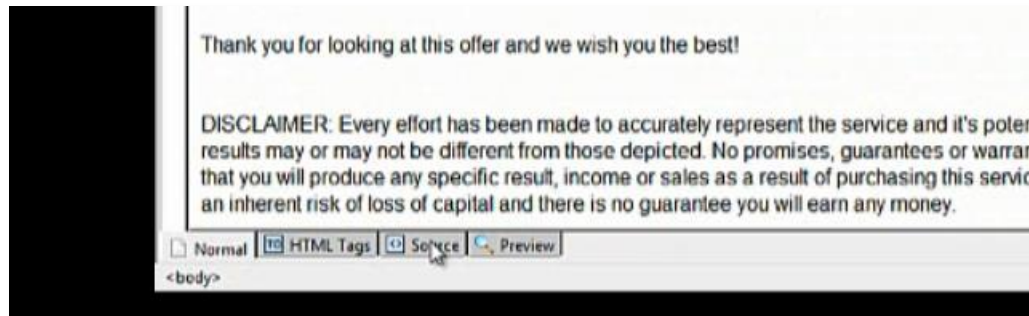 Thank you for looking at this offer and we wish you the best!
DISCLAIMER: Every effort has been made to accurately represent the service and it's
results may or may not be different from those depicted. No promises, guarantees or
that you will produce any specific result, income or sales as a result of purchasing this
an inherent risk of loss of capital and there is no guarantee you will earn any money.
Normal HTML Tags Source Preview
<body>